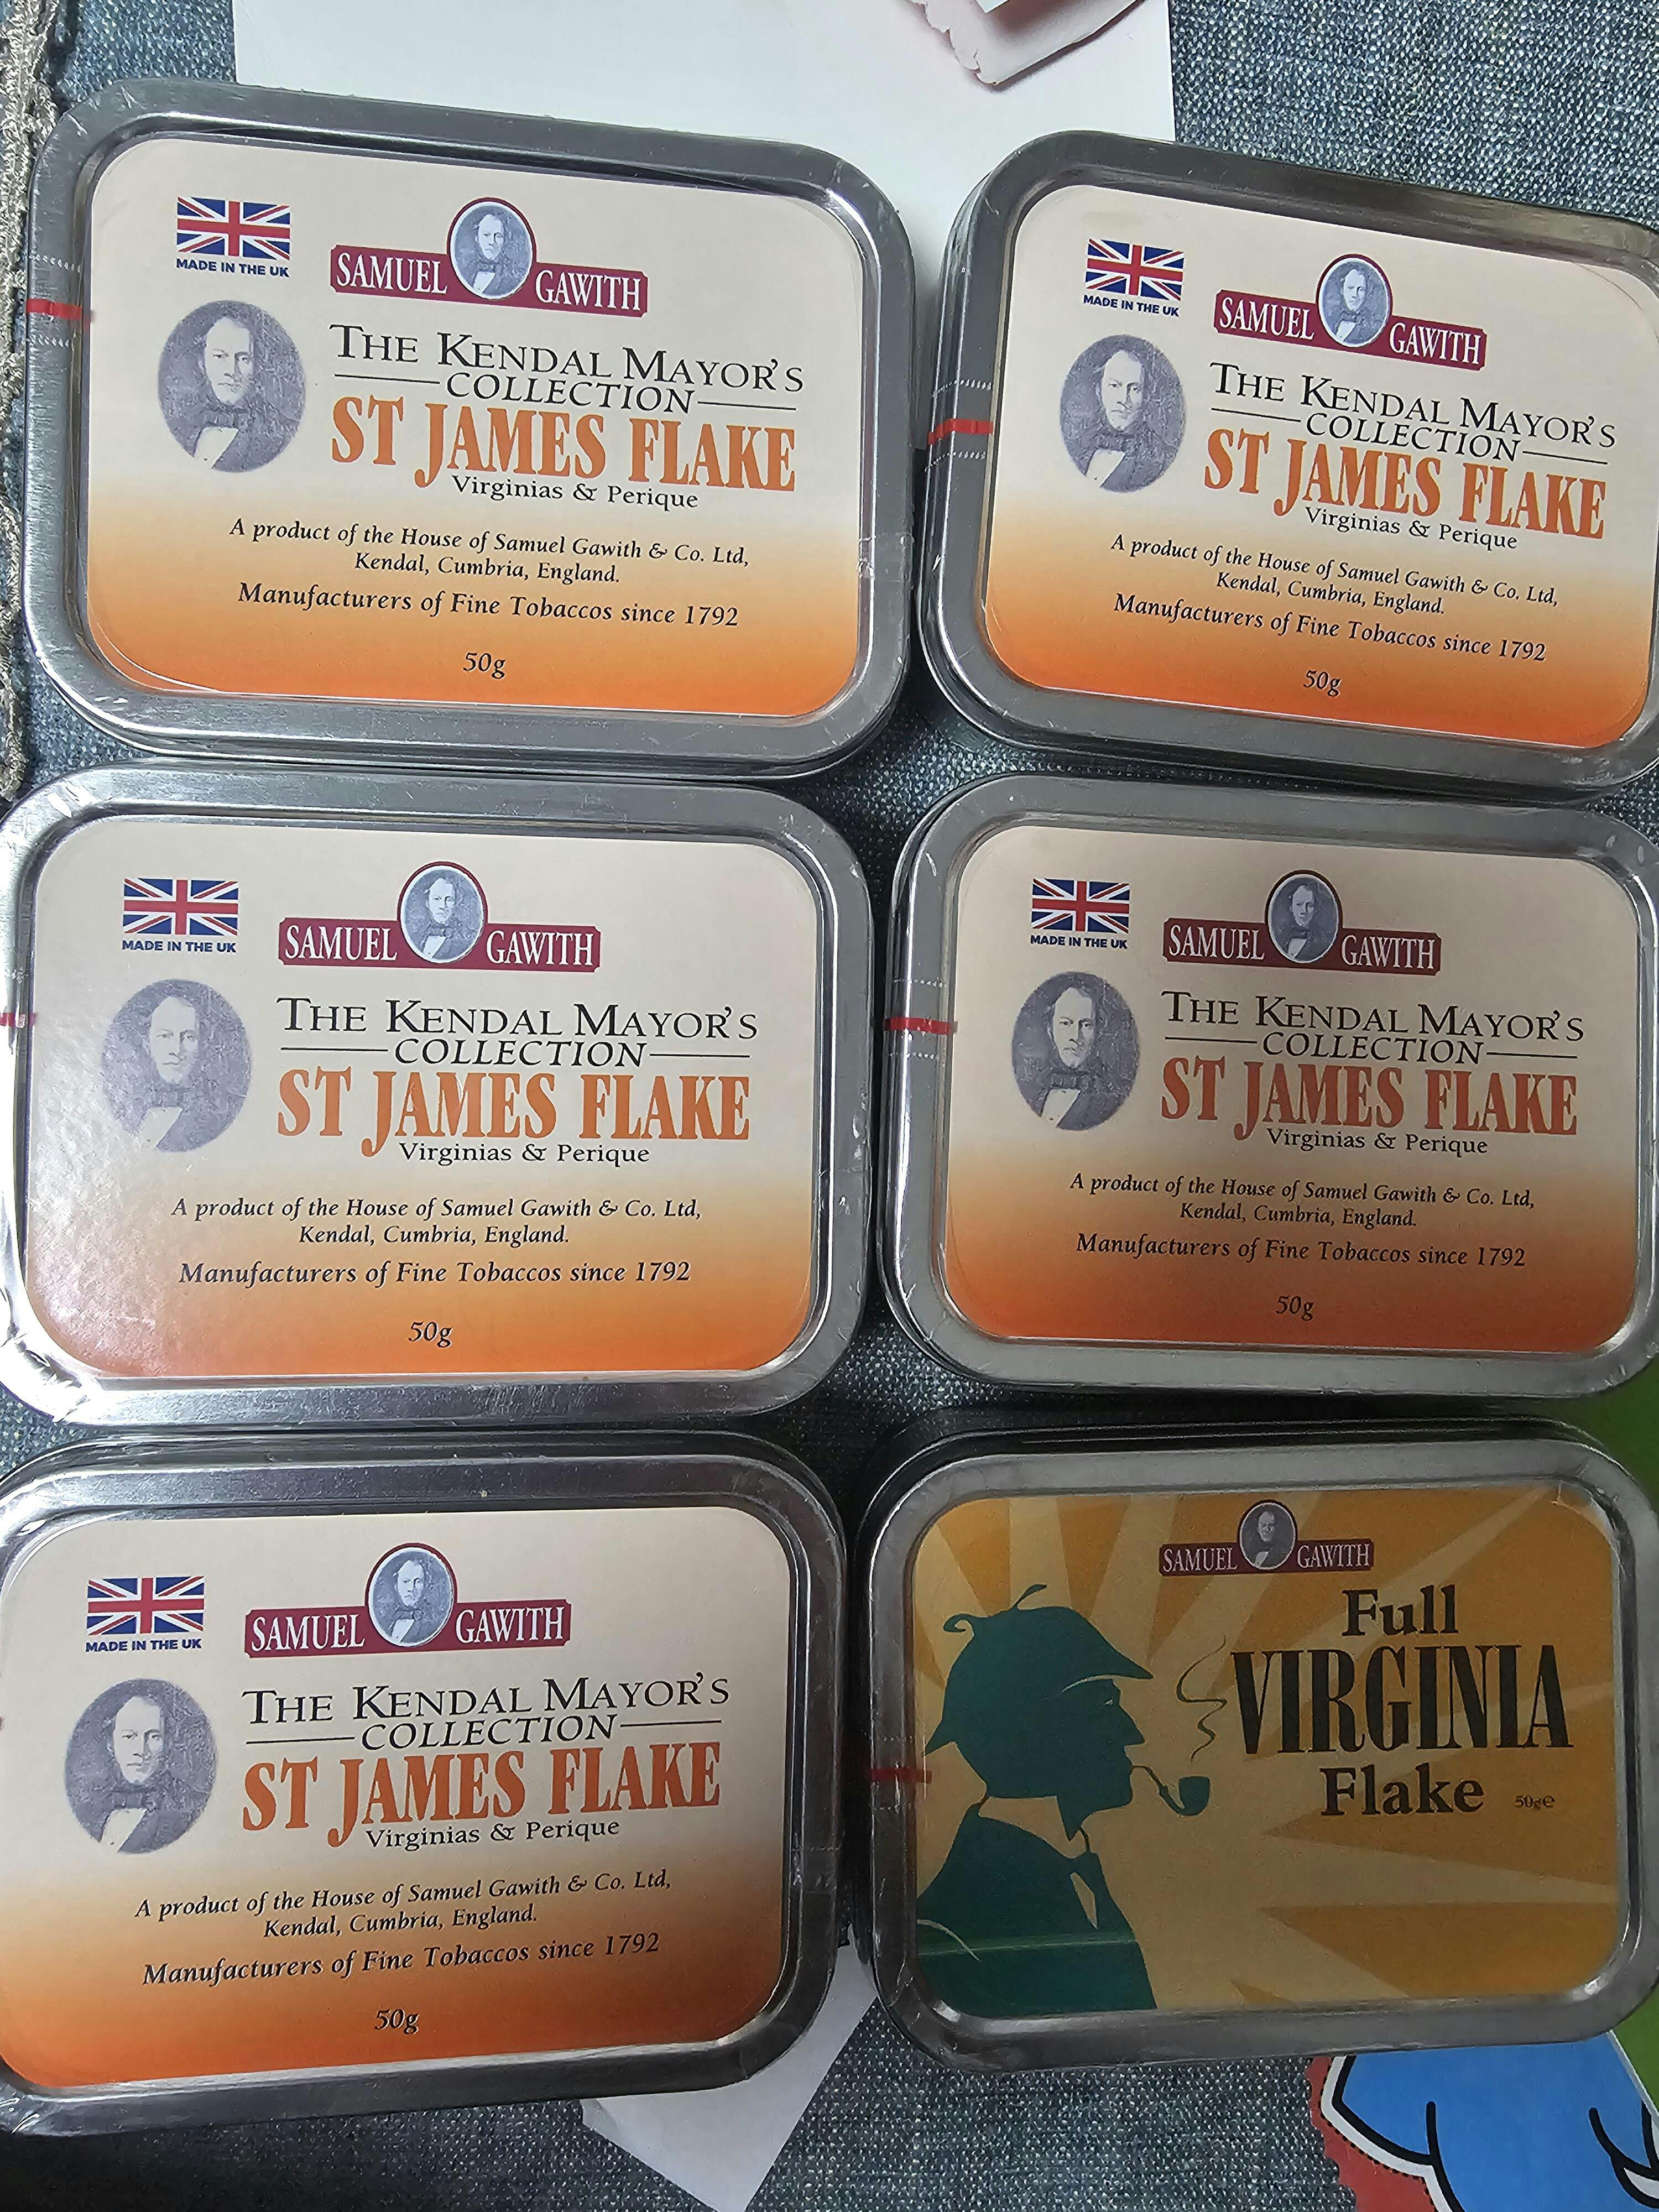 MADE IN THE UK
SAMUEL GAWITH
THE KENDAL MAYOR'S
COLLECTION
ST JAMES FLAKE
Virginias & Perique
A product of the House of Samuel Gawith & Co. Ltd,
Kendal, Cumbria, England.
Manufacturers of Fine Tobaccos since 1792
50g
MADE IN THE UK
SAMUEL GAWITH
THE KENDAL MAYOR'S
COLLECTION
ST JAMES FLAKE
Virginias & Perique
A product of the House of Samuel Gawith & Co. Ltd,
Kendal, Cumbria, England.
Manufacturers of Fine Tobaccos since 1792
50g
MADE IN THE UK
SAMUEL GAWITH
THE KENDAL MAYOR'S
COLLECTION
ST JAMES FLAKE
Virginias & Perique
A product of the House of Samuel Gawith & Co. Ltd,
Kendal, Cumbria, England.
Manufacturers of Fine Tobaccos since 1792
50g
MADE IN THE UK
SAMUEL GAWITH
THE KENDAL MAYOR'S
COLLECTION
ST JAMES FLAKE
Virginias & Perique
A product of the House of Samuel Gawith & Co. Ltd,
Kendal, Cumbria, England.
Manufacturers of Fine Tobaccos since 1792
50g
MADE IN THE UK
SAMUEL GAWITH
THE KENDAL MAYOR'S
COLLECTION
ST JAMES FLAKE
Virginias & Perique
A product of the House of Samuel Gawith & Co. Ltd,
Kendal, Cumbria, England.
Manufacturers of Fine Tobaccos since 1792
50g
SAMUEL GAWITH
Full
VIRGINIA
Flake 50g℮